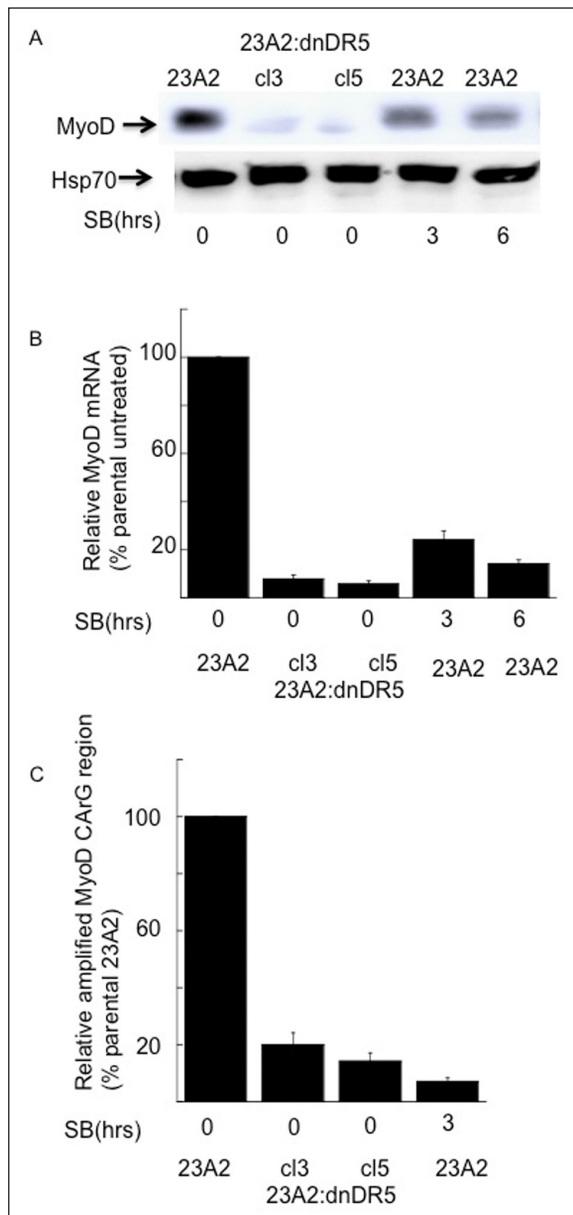 A
23A2:dnDR5
23A2 cl3 cl5 23A2 23A2
MyoD
Hsp70
SB(hrs)
0 0 0 3 6
B
Relative MyoD mRNA
(% parental untreated)
100
60
20
SB(hrs) 0 0 0 3 6
23A2 cl3 cl5 23A2 23A2
23A2:dnDR5
C
Relative amplified MyoD CArG region
(% parental 23A2)
100
60
20
SB(hrs) 0 0 0 3
23A2 cl3 cl5 23A2
23A2:dnDR5